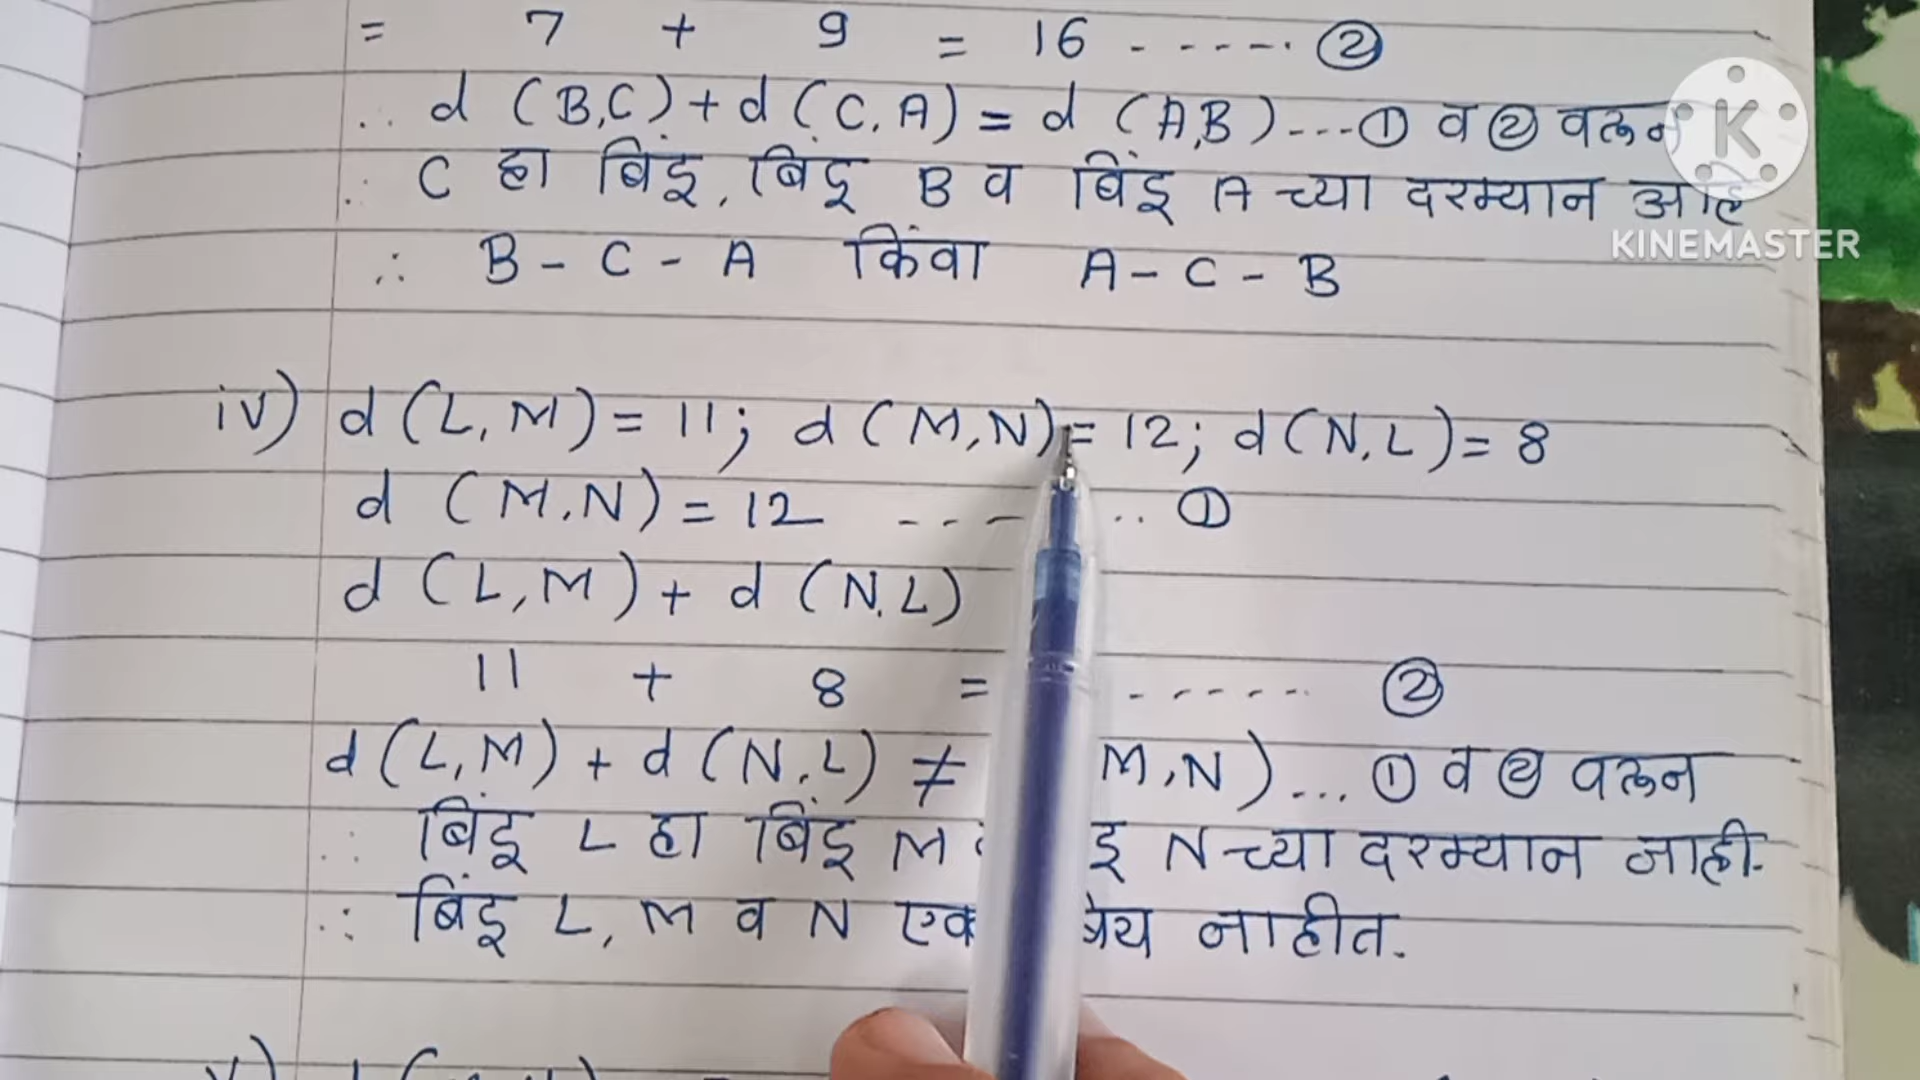 = 7 + 9 = 16 ------ ②
∴ d (B,C) + d (C,A) = d (A,B) ---① व ② वरून
∴ C हा बिंदू, बिंदू B व बिंदू A च्या दरम्यान आहे
∴ B - C - A किंवा A - C - B
KINEMASTER
iv) d (L, M) = 11; d (M, N) = 12; d (N, L) = 8
d (M, N) = 12 ------ ①
d (L, M) + d (N, L)
11 + 8 = ------ ②
d (L, M) + d (N, L) ≠ M, N) ... ① व ② वरून
∴ बिंदू L हा बिंदू M N च्या दरम्यान नाही.
∴ बिंदू L, M व N नाहीत.